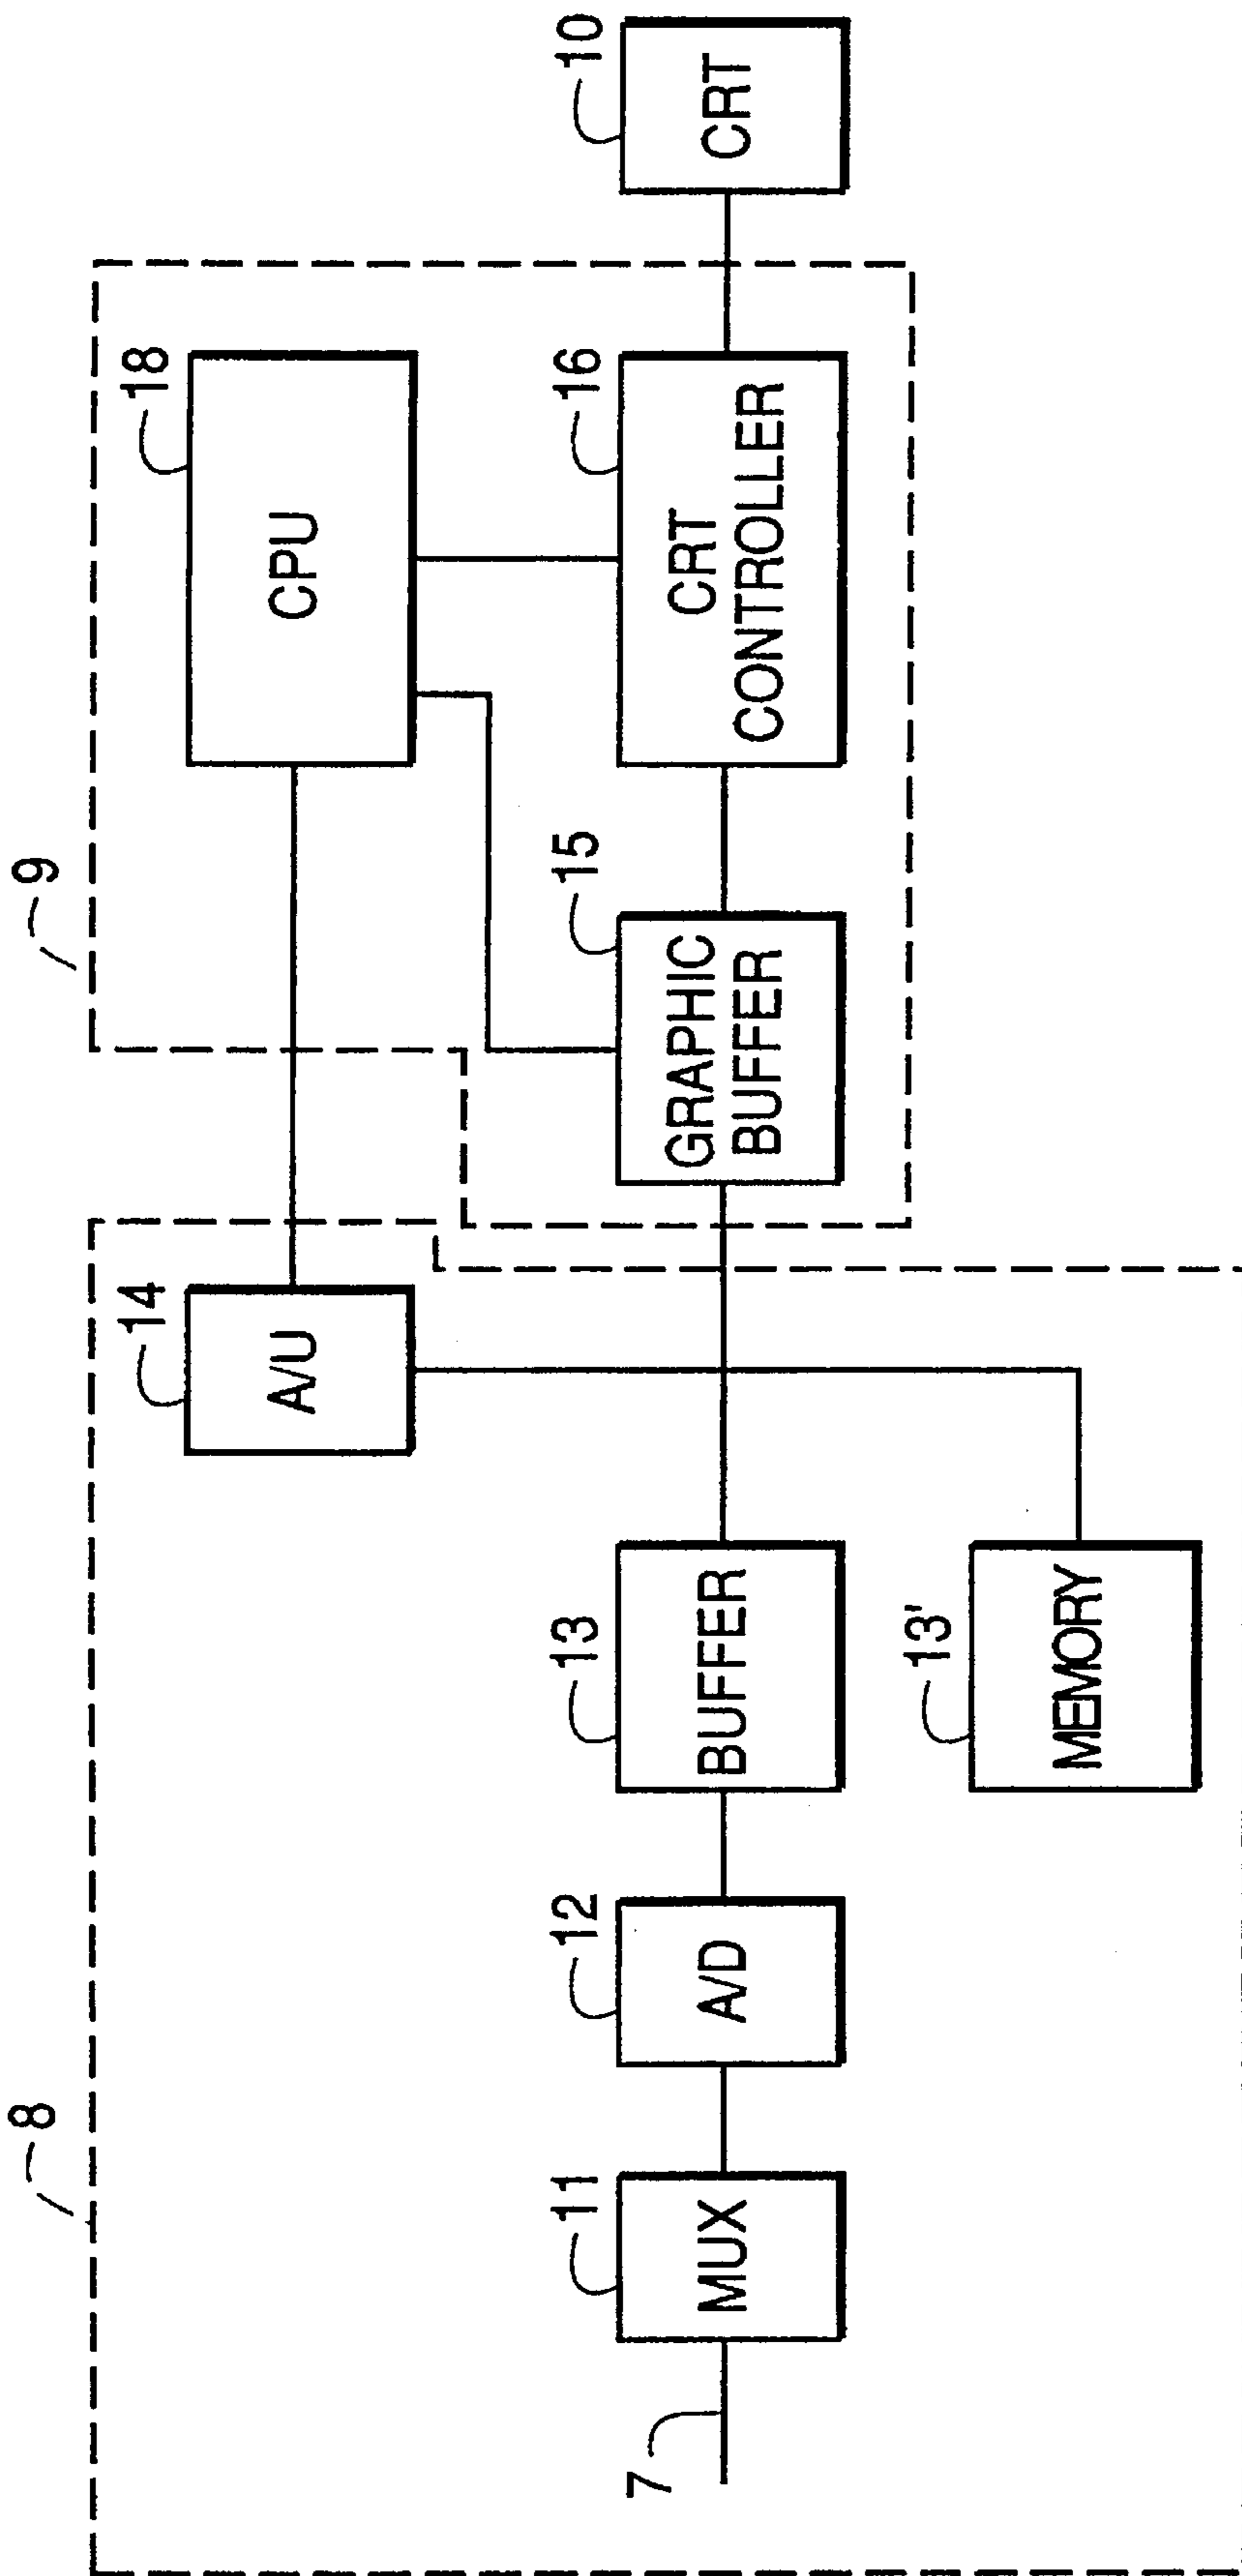 8
9
14
A/U
18
CPU
7
11
MUX
12
A/D
13
BUFFER
15
GRAPHIC
BUFFER
16
CRT
CONTROLLER
10
CRT
13'
MEMORY